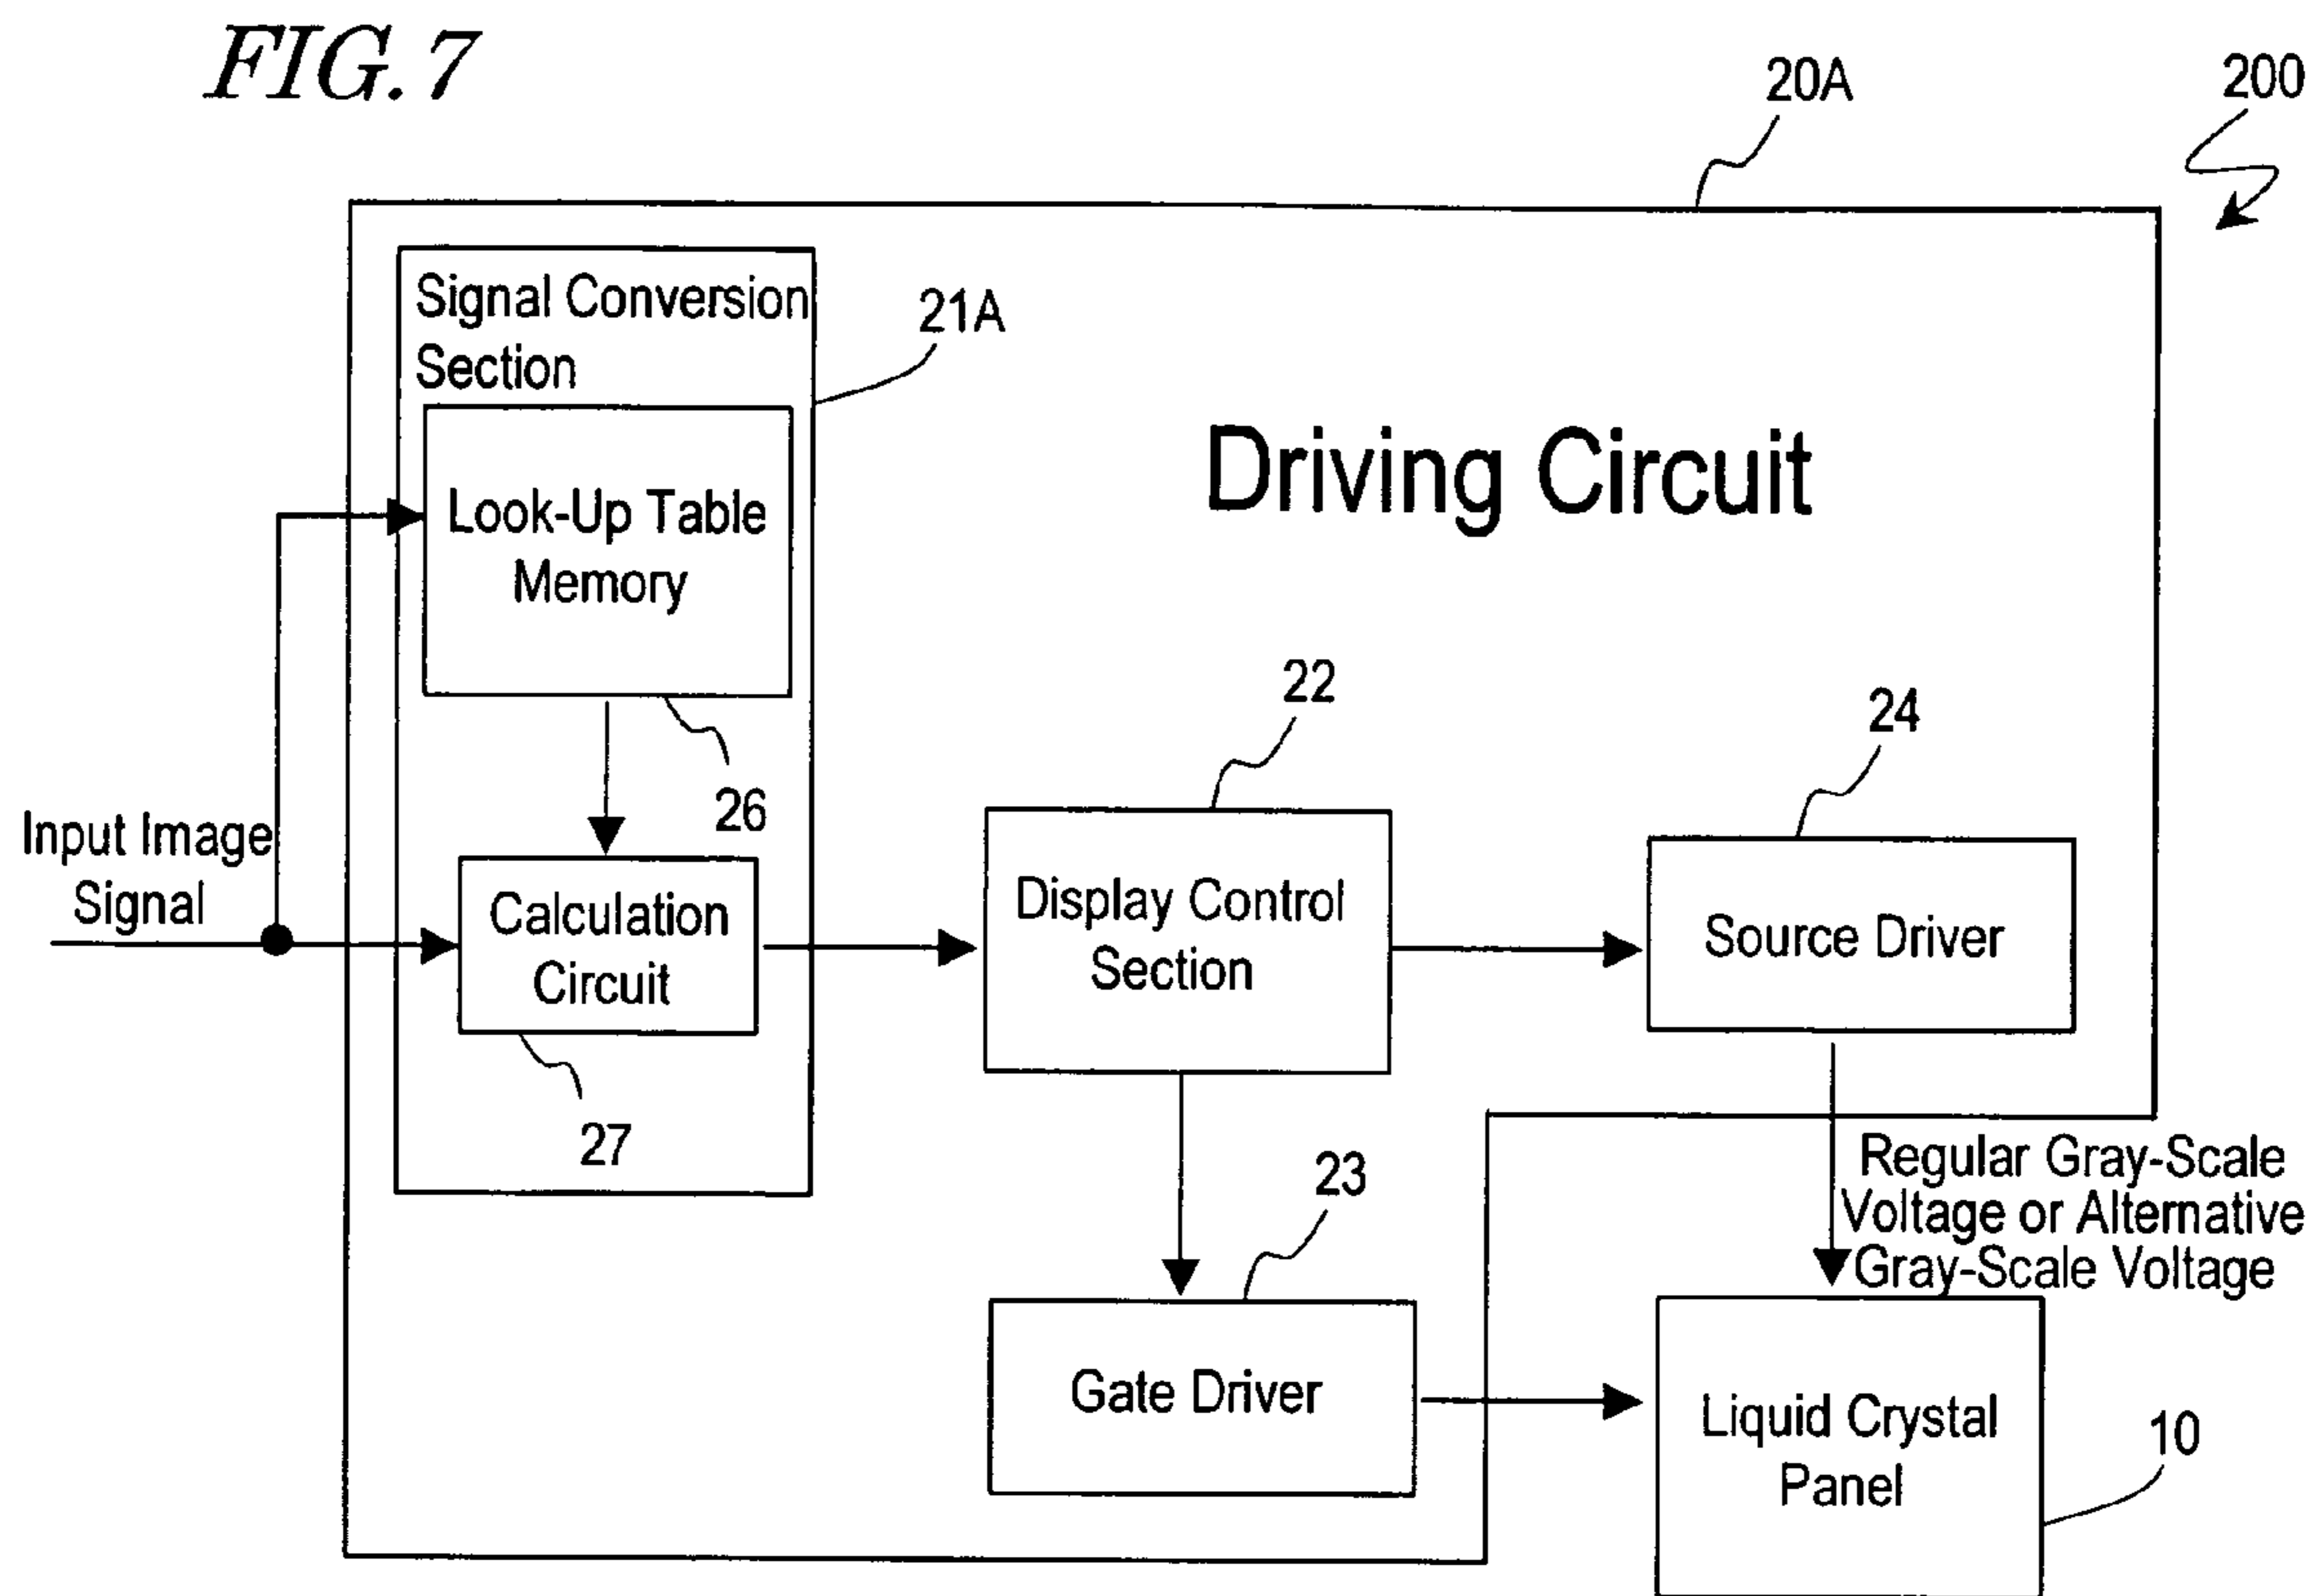 FIG. 7
20A
200
Signal Conversion
Section
21A
Look-Up Table
Memory
Driving Circuit
22
24
26
Input Image
Signal
Calculation
Circuit
Display Control
Section
Source Driver
27
23
Regular Gray-Scale
Voltage or Alternative
Gray-Scale Voltage
Gate Driver
Liquid Crystal
Panel
10